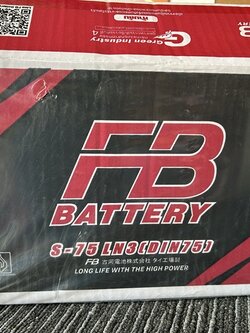 Green Industry
FB
BATTERY
S-75 LN3(DIN75)
FB 古河電池株式会社 タイ工場製
LONG LIFE WITH THE HIGH POWER